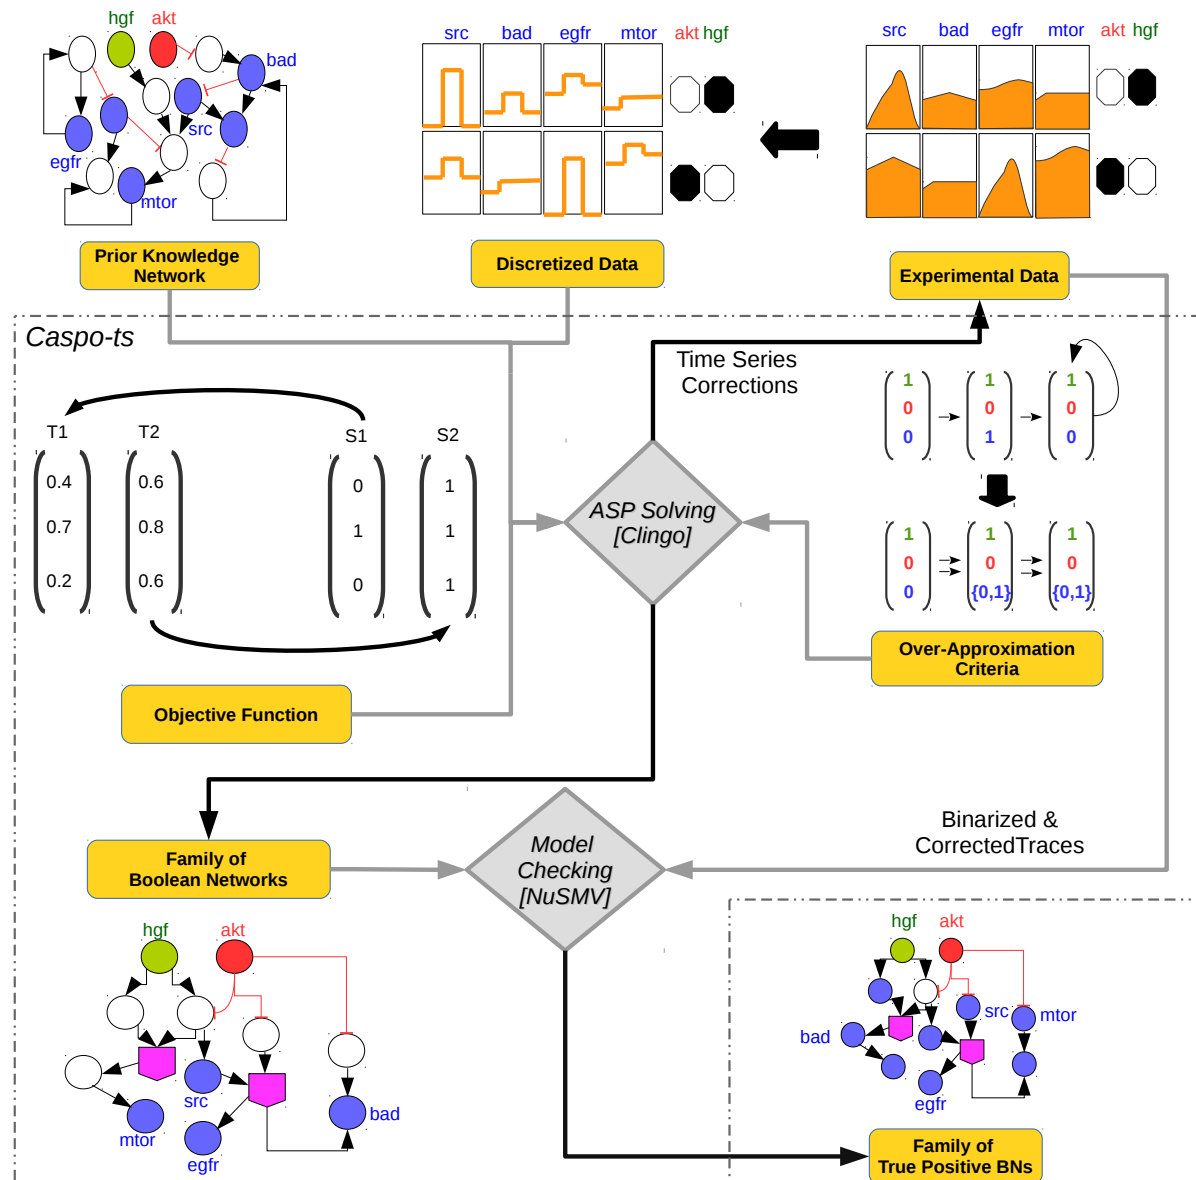 hgf akt
bad
src
egfr
mtor
Prior Knowledge
Network
src bad egfr mtor akt hgf
Discretized Data
src bad egfr mtor akt hgf
Experimental Data
Caspo-ts
Time Series
Corrections
T1 T2 S1 S2
0.4 0.6 0 1
0.7 0.8 1 1
0.2 0.6 0 1
ASP Solving
[Clingo]
1 1 1
0 0 0
0 1 0
1 1 1
0 0 0
0 {0,1} {0,1}
Over-Approximation
Criteria
Objective Function
Family of
Boolean Networks
Model
Checking
[NuSMV]
Binarized &
CorrectedTraces
hgf akt
src
bad
mtor
egfr
hgf akt
src mtor
bad
egfr
Family of
True Positive BNs